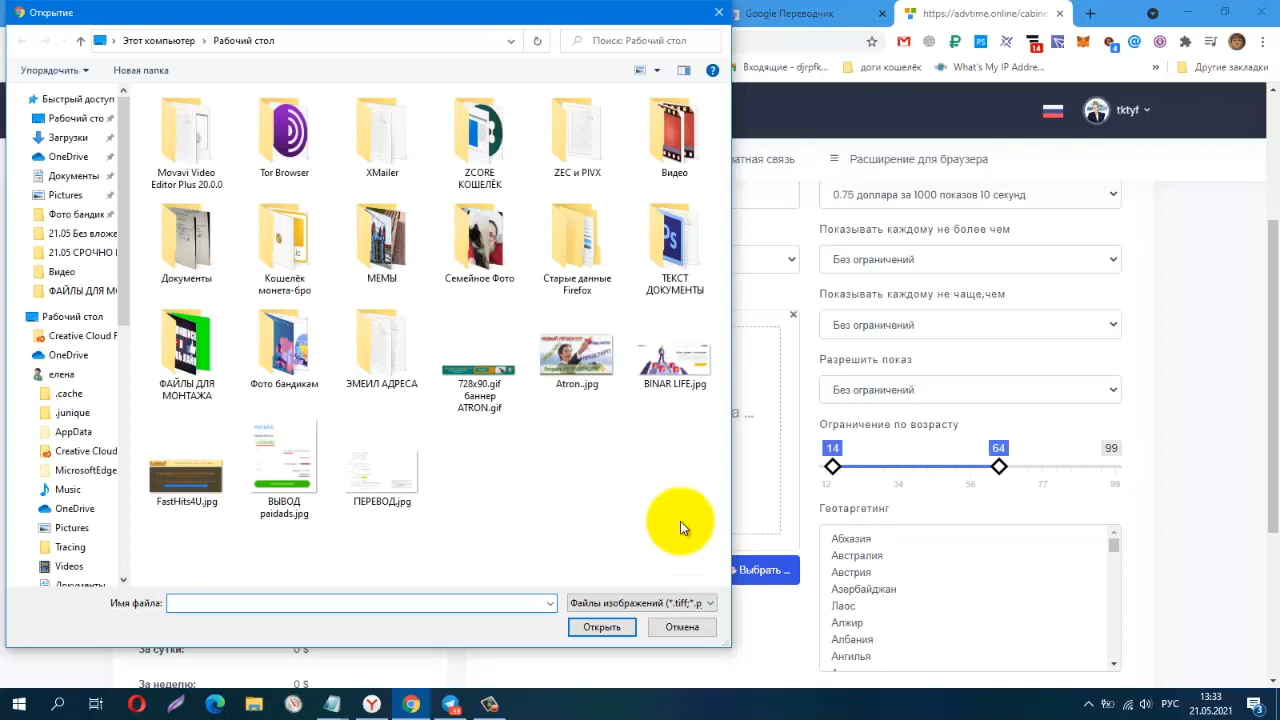 Открытие
Google Переводчик
https://advtime.online/cabine
Этот компьютер
Рабочий стол
Поиск: Рабочий стол
14
4
Упорядочить
Новая папка
Входящие - djrpfk...
доги кошелёк
What's My IP Addre...
Другие закладки
tktyf
ратная связь
Расширение для браузера
Быстрый доступ
Рабочий сто
Загрузки
OneDrive
Документы
Pictures
Фото бандик
21.05 Без вложе
21.05 СРОЧНО
Видео
ФАЙЛЫ ДЛЯ МО
Рабочий стол
Creative Cloud F
OneDrive
елена
.cache
.junique
AppData
Creative Cloud
MicrosoftEdge
Music
OneDrive
Pictures
Tracing
Videos
Документы
Movavi Video
Editor Plus 20.0.0
Tor Browser
XMailer
ZCORE
КОШЕЛЁК
ZEC и PIVX
Видео
Документы
Кошелёк
монета-бро
МЕМЫ
Семейное Фото
Старые данные
Firefox
ТЕКСТ
ДОКУМЕНТЫ
ФАЙЛЫ ДЛЯ
МОНТАЖА
Фото бандикам
ЭМЕИЛ АДРЕСА
728x90.gif
баннер
ATRON.gif
Atron..jpg
BINAR LIFE.jpg
FastHits4U.jpg
ВЫВОД
paidads.jpg
ПЕРЕВОД.jpg
Имя файла:
Файлы изображений (*.tiff;*.p
Открыть
Отмена
0.75 доллара за 1000 показов 10 секунд
Показывать каждому не более чем
Без ограничений
Показывать каждому не чаще,чем
Без ограничений
Разрешить показ
Без ограничений
Ограничение по возрасту
14
64
99
12
34
56
77
99
Геотаргетинг
Абхазия
Австралия
Австрия
Азербайджан
Лаос
Алжир
Албания
Ангилья
а ...
Выбрать ...
За сутки:
0 $
За неделю:
0 $
98
РУС
13:33
21.05.2021
3